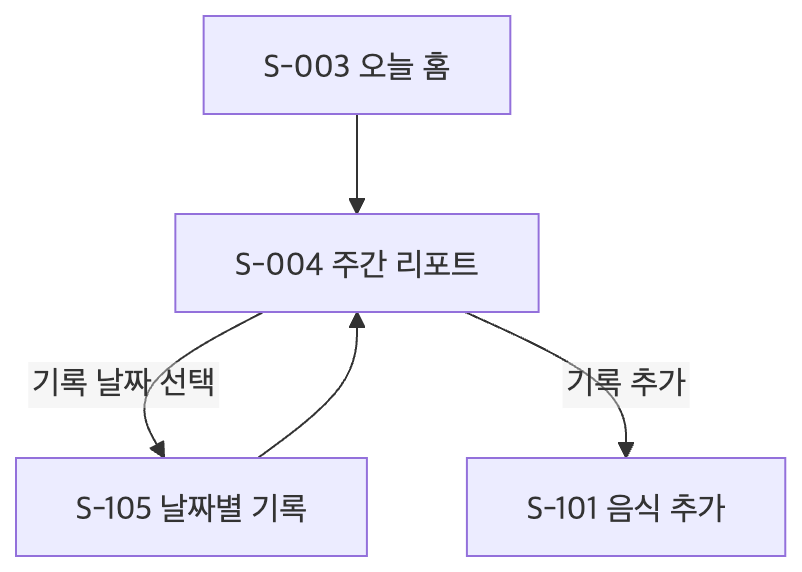 S-003 오늘 홈
S-004 주간 리포트
기록 날짜 선택
기록 추가
S-105 날짜별 기록
S-101 음식 추가